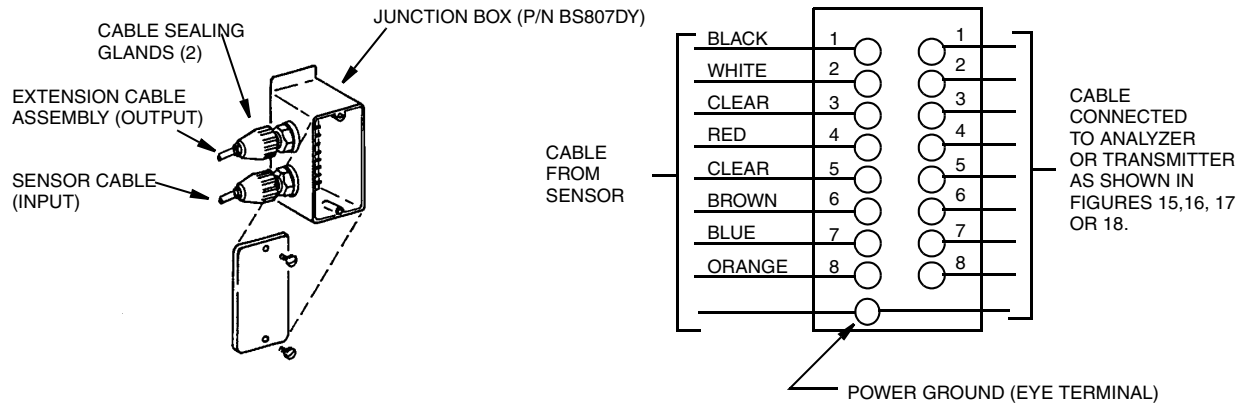 JUNCTION BOX (P/N BS807DY)
CABLE SEALING
GLANDS (2)
EXTENSION CABLE
ASSEMBLY (OUTPUT)
SENSOR CABLE
(INPUT)
CABLE
FROM
SENSOR
BLACK 1 1
WHITE 2 2
CLEAR 3 3
RED 4 4
CLEAR 5 5
BROWN 6 6
BLUE 7 7
ORANGE 8 8
CABLE
CONNECTED
TO ANALYZER
OR TRANSMITTER
AS SHOWN IN
FIGURES 15,16, 17
OR 18.
POWER GROUND (EYE TERMINAL)